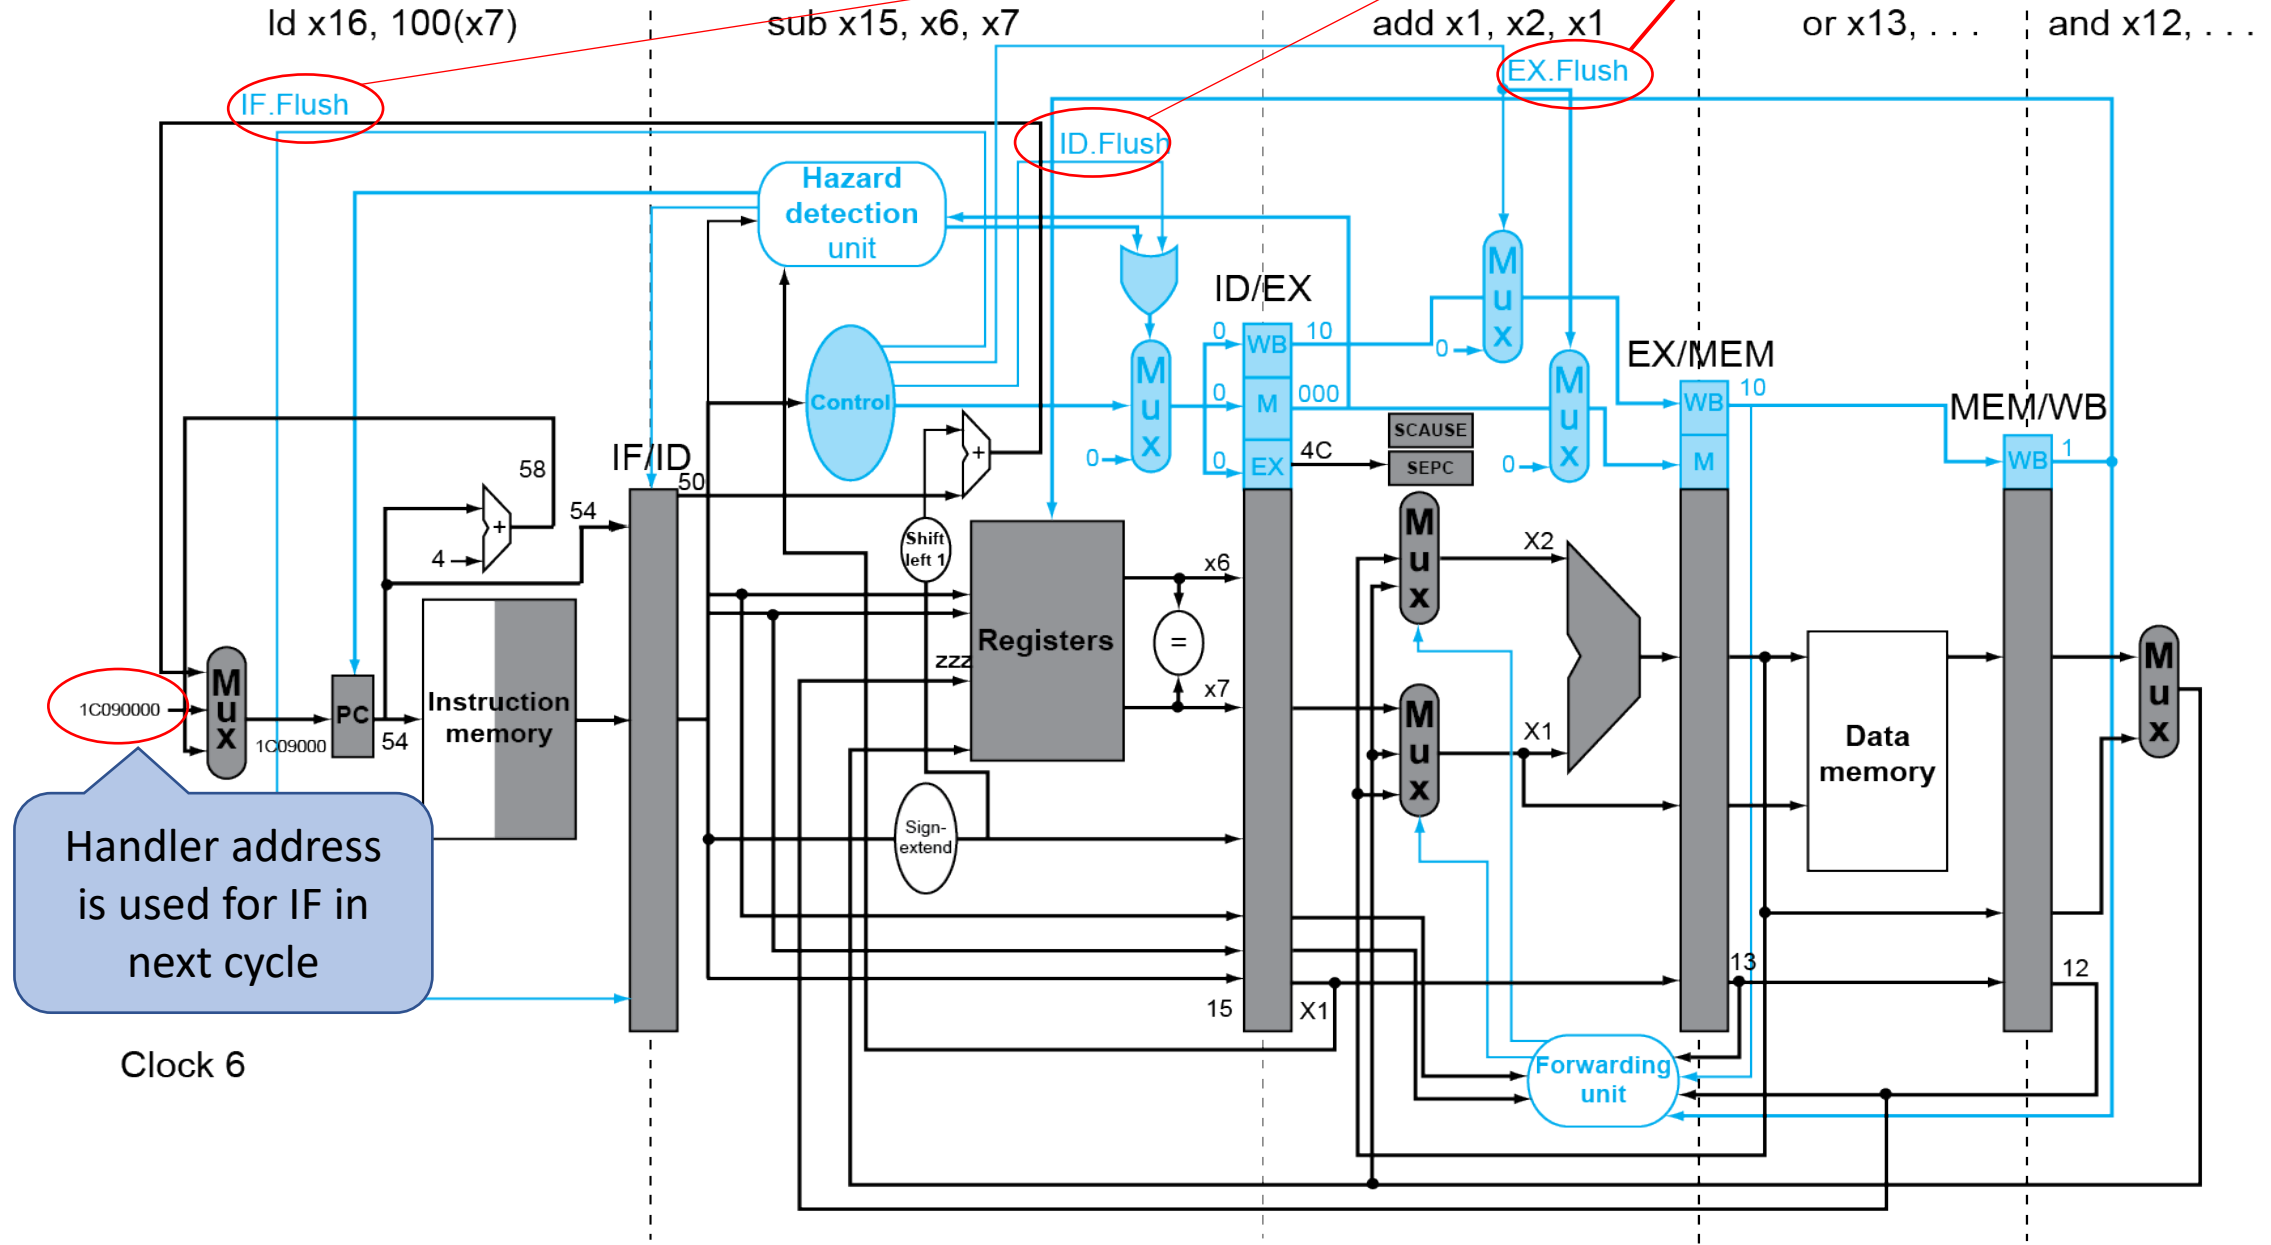 ld x16, 100(x7)
sub x15, x6, x7
add x1, x2, x1
or x13, . . .
and x12, . . .
EX.Flush
IF.Flush
ID.Flush
Hazard
detection
unit
M
u
x
0
ID/EX
0
WB
10
0
M
000
0
EX
4C
Control
M
u
x
0
M
u
x
0
SCAUSE
SEPC
EX/MEM
WB
10
M
MEM/WB
WB
1
IF/ID
50
58
54
+
4
+
Shift
left 1
M
u
x
X2
x6
=
x7
Registers
zzz
M
u
x
X1
M
u
x
1C090000
1C09000
PC
54
Instruction
memory
Data
memory
M
u
x
Sign-
extend
Handler address
is used for IF in
next cycle
15
X1
13
12
Forwarding
unit
Clock 6